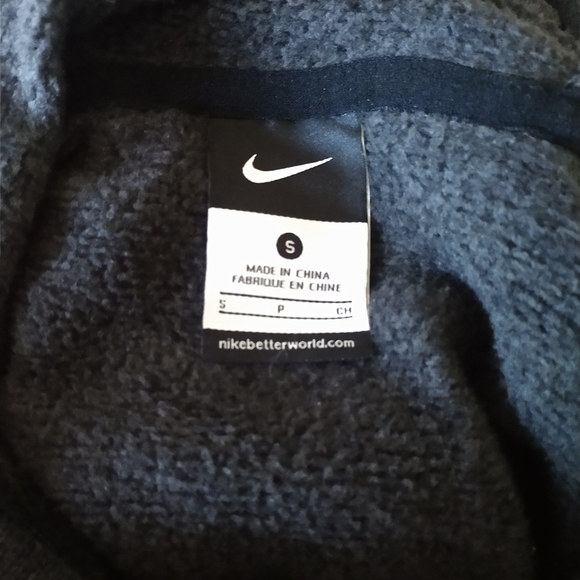 S
MADE IN CHINA
FABRIQUE EN CHINE
S P CH
nikebetterworld.com